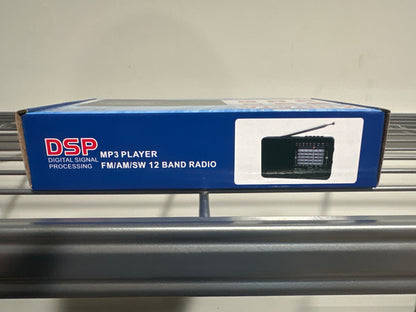 DSP
DIGITAL SIGNAL
PROCESSING
MP3 PLAYER
FM/AM/SW 12 BAND RADIO